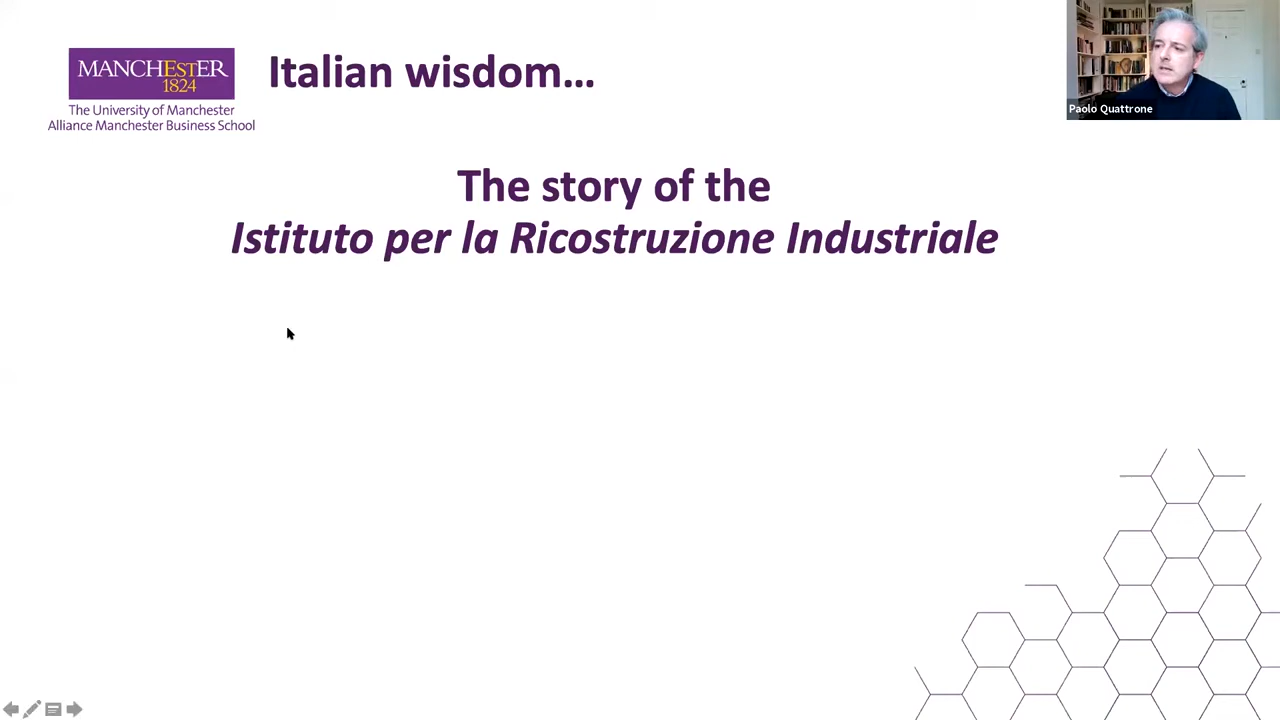 MANCHESTER
1824
The University of Manchester
Alliance Manchester Business School
Italian wisdom...
Paolo Quattrone
The story of the
Istituto per la Ricostruzione Industriale